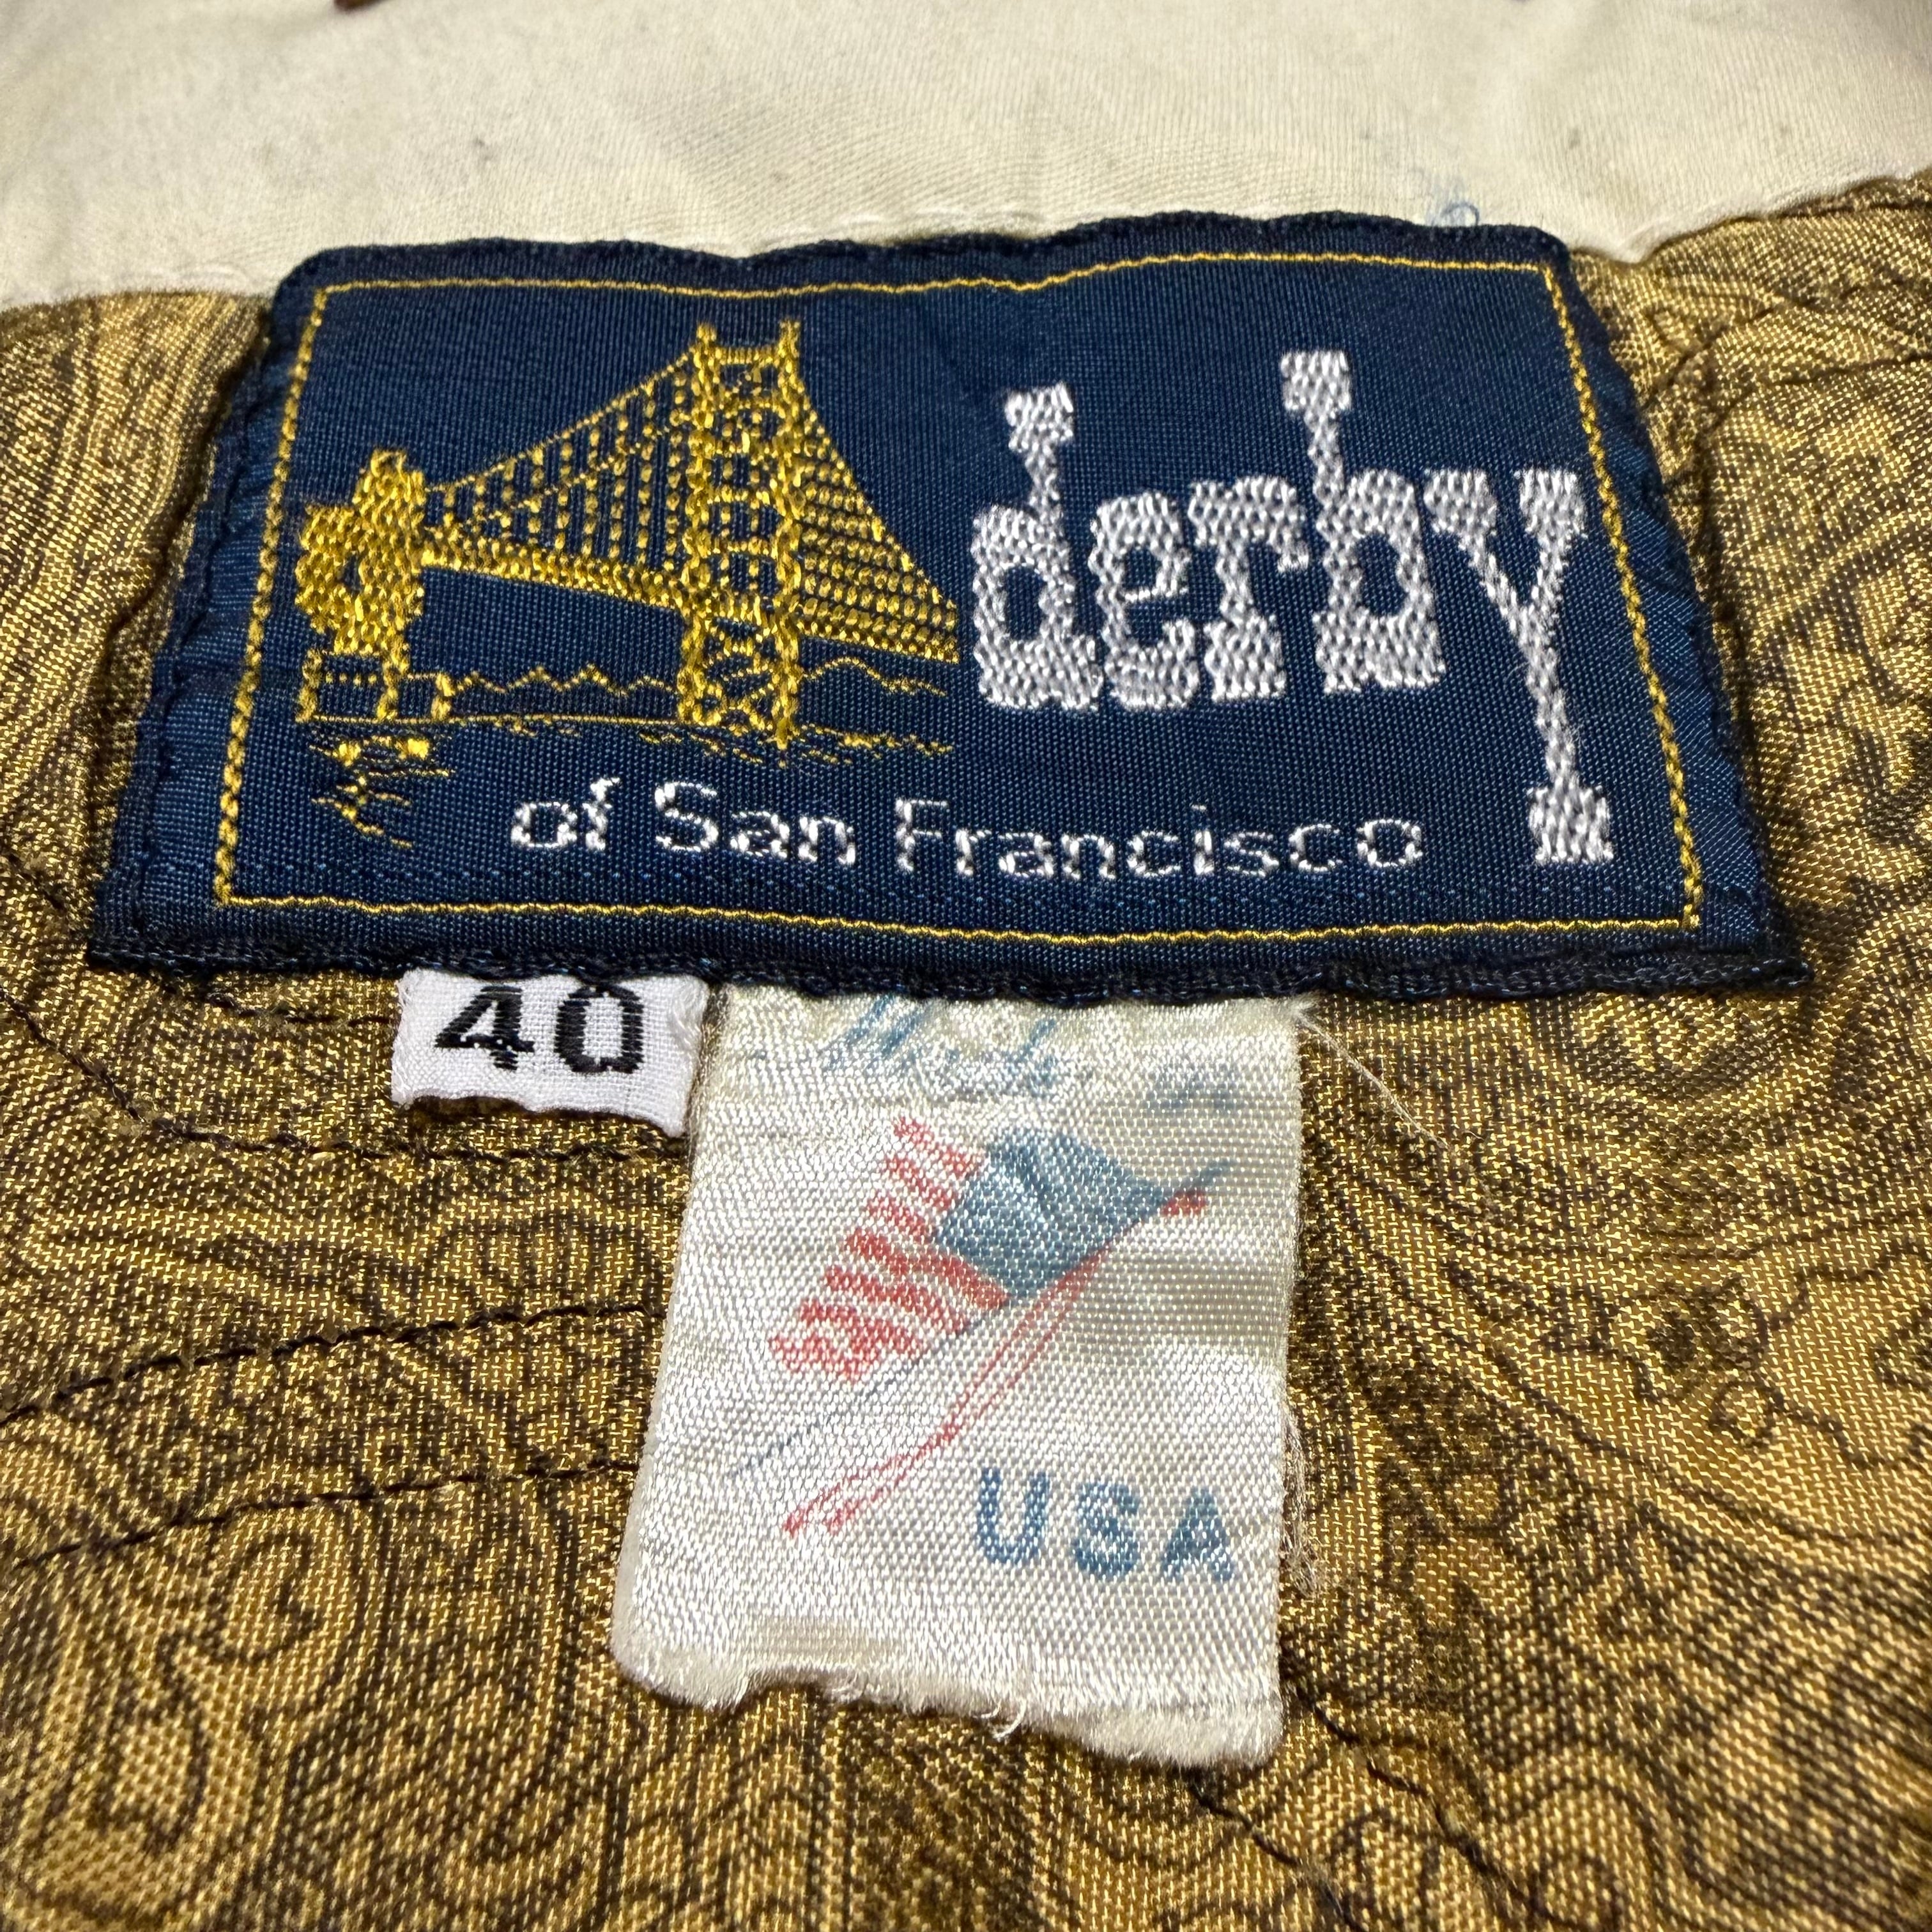 derby
of San Francisco
40
USA